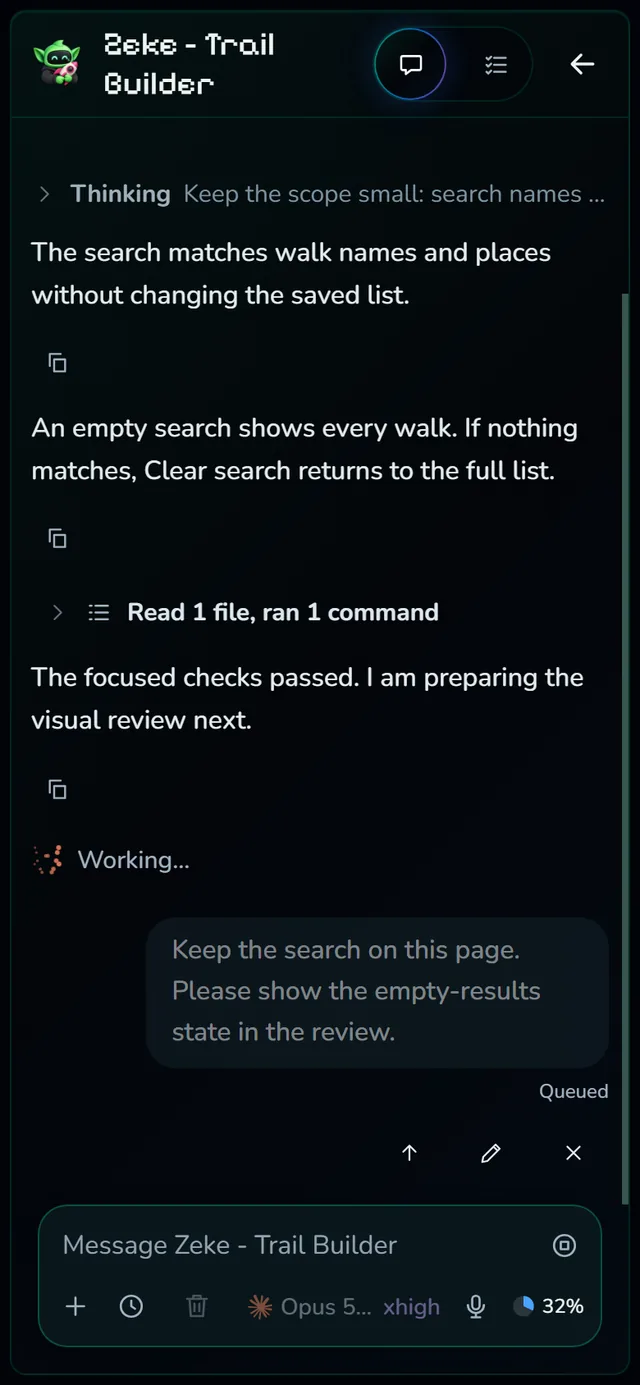 Zeke - Trail
Builder
Thinking Keep the scope small: search names ...
The search matches walk names and places
without changing the saved list.
An empty search shows every walk. If nothing
matches, Clear search returns to the full list.
Read 1 file, ran 1 command
The focused checks passed. I am preparing the
visual review next.
Working...
Keep the search on this page.
Please show the empty-results
state in the review.
Queued
Message Zeke - Trail Builder
Opus 5... xhigh 32%